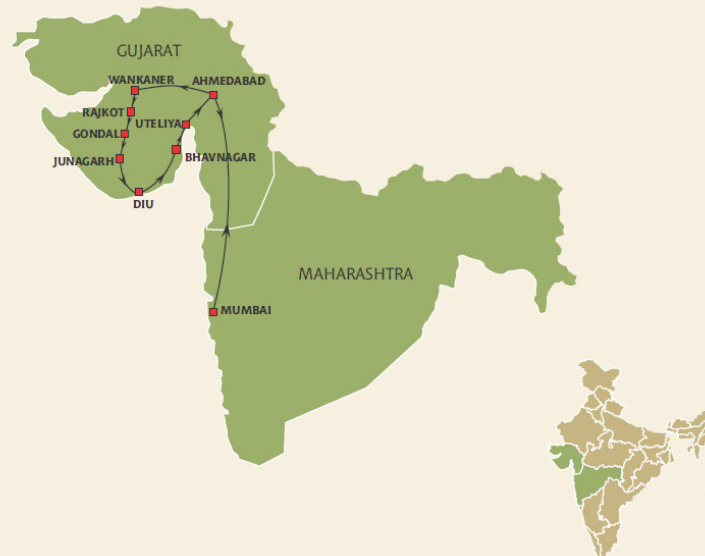 GUJARAT
WANKANER
AHMEDABAD
RAJKOT
UTELIYA
GONDAL
JUNAGARH
BHAVNAGAR
DIU
MAHARASHTRA
MUMBAI